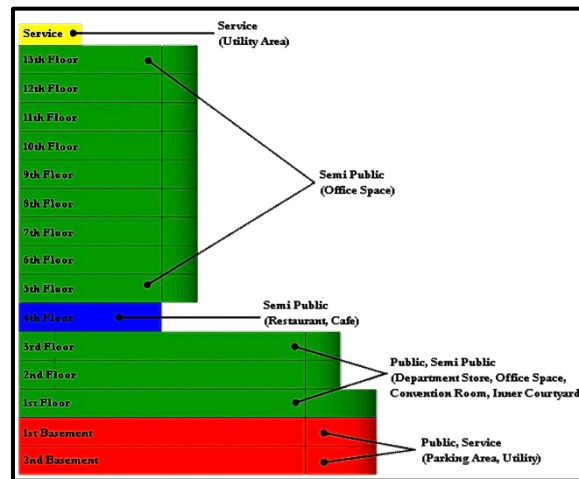 Service
Service
(Utility Area)
13th Floor
12th Floor
11th Floor
10th Floor
9th Floor
8th Floor
Semi Public
(Office Space)
7th Floor
6th Floor
5th Floor
4th Floor
Semi Public
(Restaurant, Cafe)
3rd Floor
2nd Floor
1st Floor
Public, Semi Public
(Department Store, Office Space,
Convention Room, Inner Courtyard)
1st Basement
2nd Basement
Public, Service
(Parking Area, Utility)